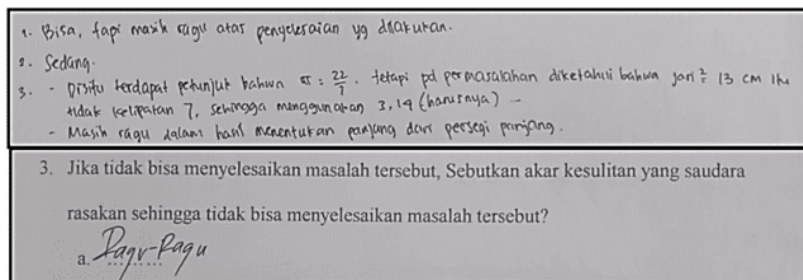 1. Bisa, tapi masih ragu atas penyelesaian yg dilakukan.
2. Sedang.
3. - Disitu terdapat petunjuk bahwa π = 22/7. tetapi pd permasalahan diketahui bahwa jari² = 13 cm itu
tidak kelipatan 7, sehingga menggunakan 3,14 (harusnya) -
- Masih ragu dalam hasil menentukan panjang dari persegi panjang.
3. Jika tidak bisa menyelesaikan masalah tersebut, Sebutkan akar kesulitan yang saudara
rasakan sehingga tidak bisa menyelesaikan masalah tersebut?
a. Ragu-Ragu